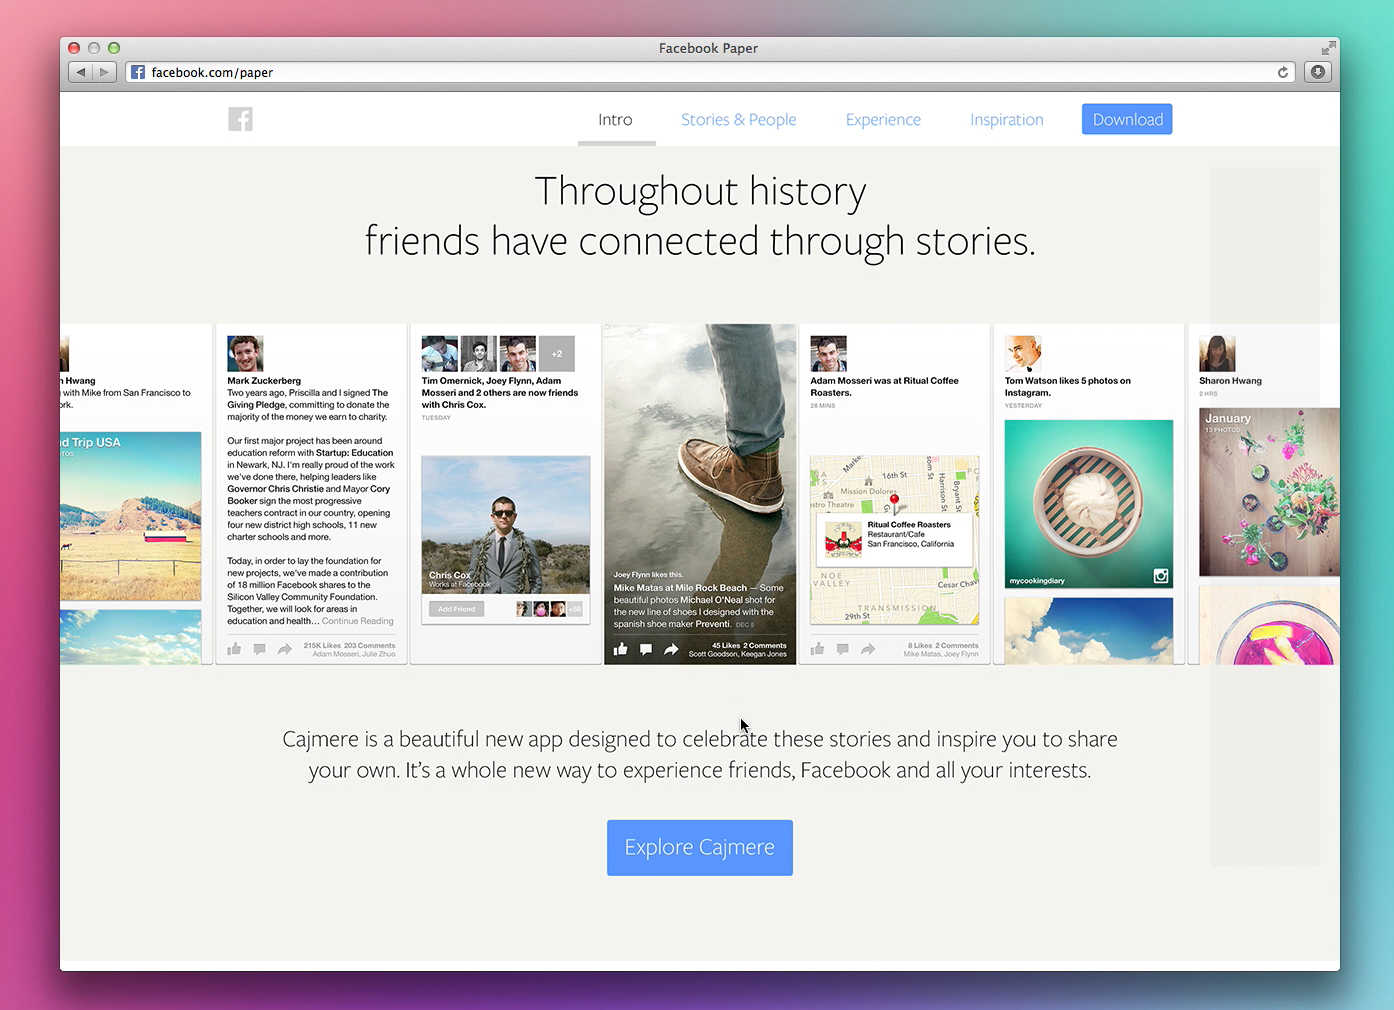 Facebook Paper
facebook.com/paper
Intro
Stories & People
Experience
Inspiration
Download
Throughout history
friends have connected through stories.
Hwang
with Mike from San Francisco to
Trip USA
Mark Zuckerberg
Two years ago, Priscilla and I signed The
Giving Pledge, committing to donate the
majority of the money we earn to charity.
Our first major project has been around
education reform with Startup: Education
in Newark, NJ. I'm really proud of the work
we've done there, helping leaders like
Governor Chris Christie and Mayor Cory
Booker sign the most progressive
teachers contract in our country, opening
four new district high schools, 11 new
charter schools and more.
Today, in order to lay the foundation for
new projects, we've made a contribution
of 18 million Facebook shares to the
Silicon Valley Community Foundation.
Together, we will look for areas in
education and health... Continue Reading
215K Likes 203 Comments
Adam Mosseri, Julie Zhuo
+2
Tim Omernick, Joey Flynn, Adam
Mosseri and 2 others are now friends
with Chris Cox.
TUESDAY
Chris Cox
Works at Facebook
Add Friend
+58
Joey Flynn likes this.
Mike Matas at Mile Rock Beach — Some
beautiful photos Michael O'Neal shot for
the new line of shoes I designed with the
spanish shoe maker Preventi. DEC 5
45 Likes 2 Comments
Scott Goodson, Keegan Jones
Adam Mosseri was at Ritual Coffee
Roasters.
28 MINS
Market
16th St
Mission Dolores
Harrison St
Bryant St
Ritual Coffee Roasters
Restaurant/Cafe
San Francisco, California
NOE
VALLEY
Cesar Chav
TRANSMISSION
29th St
8 Likes 2 Comments
Mike Matas, Joey Flynn
Tom Watson likes 5 photos on
Instagram.
YESTERDAY
mycookingdiary
Sharon Hwang
2 HRS
January
13 PHOTOS
Cajmere is a beautiful new app designed to celebrate these stories and inspire you to share
your own. It's a whole new way to experience friends, Facebook and all your interests.
Explore Cajmere